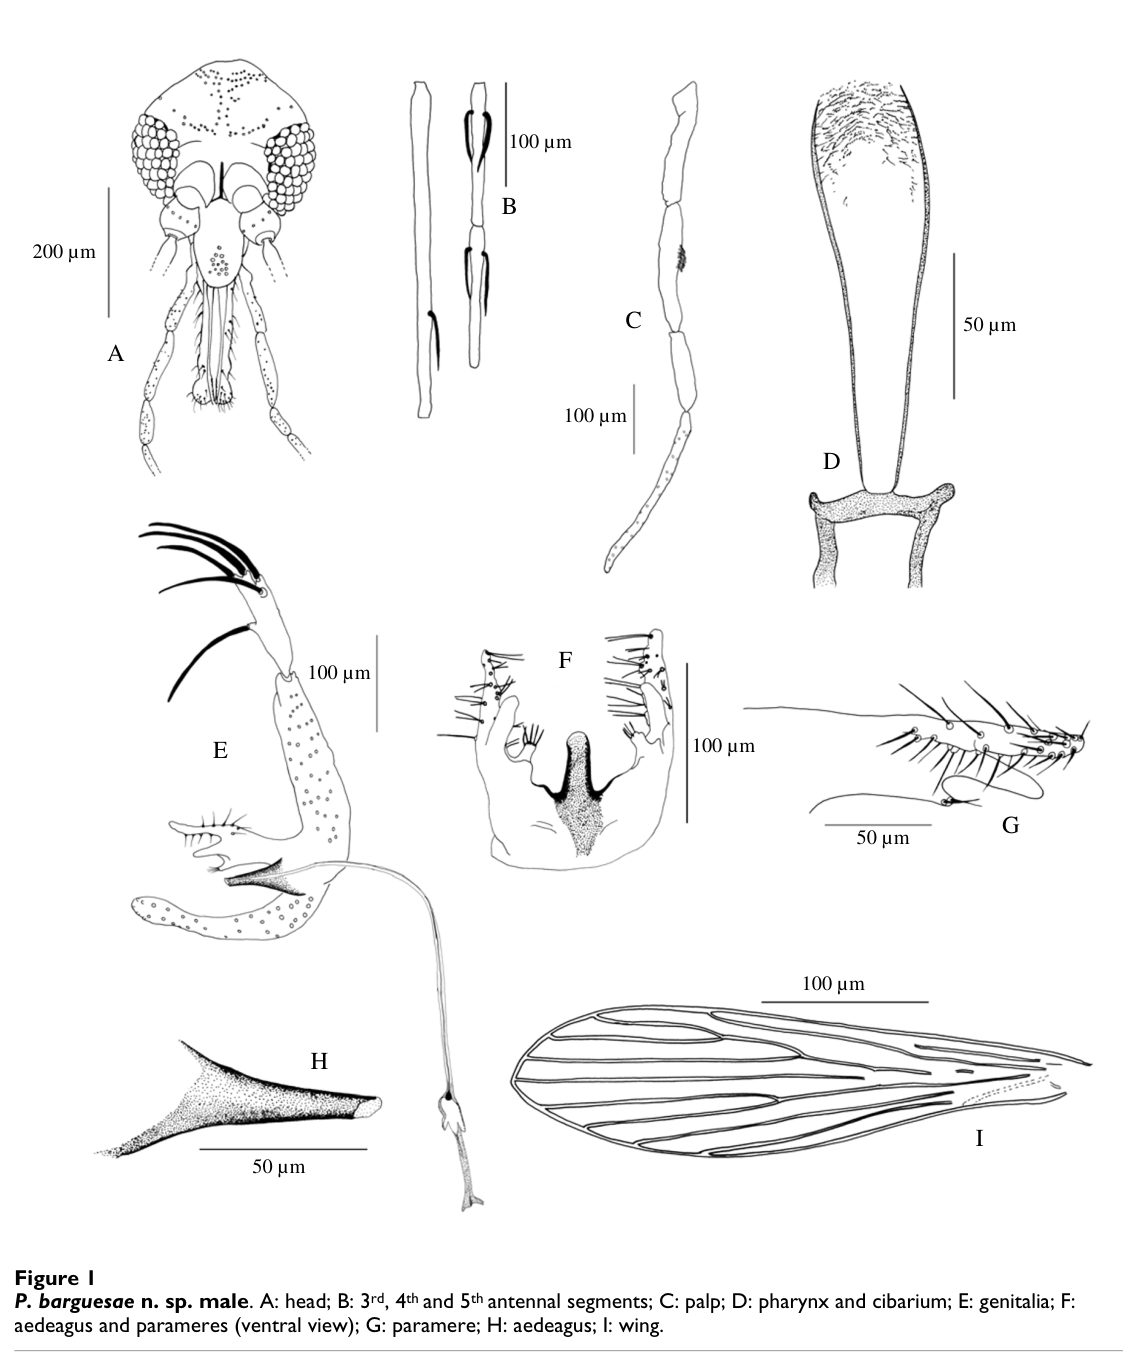 100 µm
B
200 µm
A
C
100 µm
50 µm
D
100 µm
E
F
100 µm
50 µm
G
H
50 µm
100 µm
I
Figure 1
P. barguesae n. sp. male. A: head; B: 3rd, 4th and 5th antennal segments; C: palp; D: pharynx and cibarium; E: genitalia; F:
aedeagus and parameres (ventral view); G: paramere; H: aedeagus; I: wing.